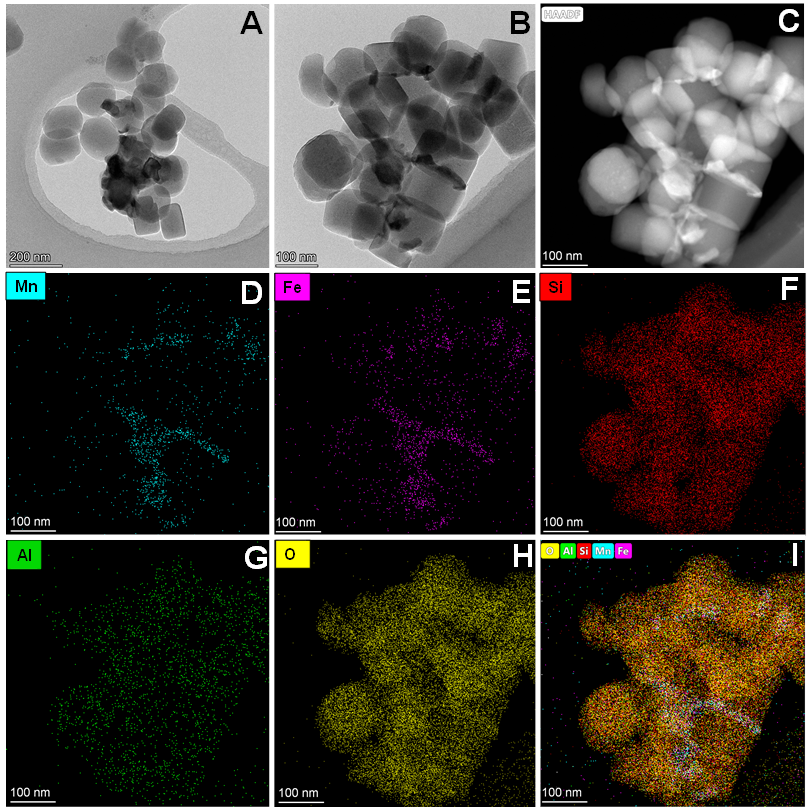 A
200 nm
B
100 nm
HAADF
C
100 nm
Mn
D
100 nm
Fe
E
100 nm
Si
F
100 nm
Al
G
100 nm
O
H
100 nm
O Al Si Mn Fe
I
100 nm